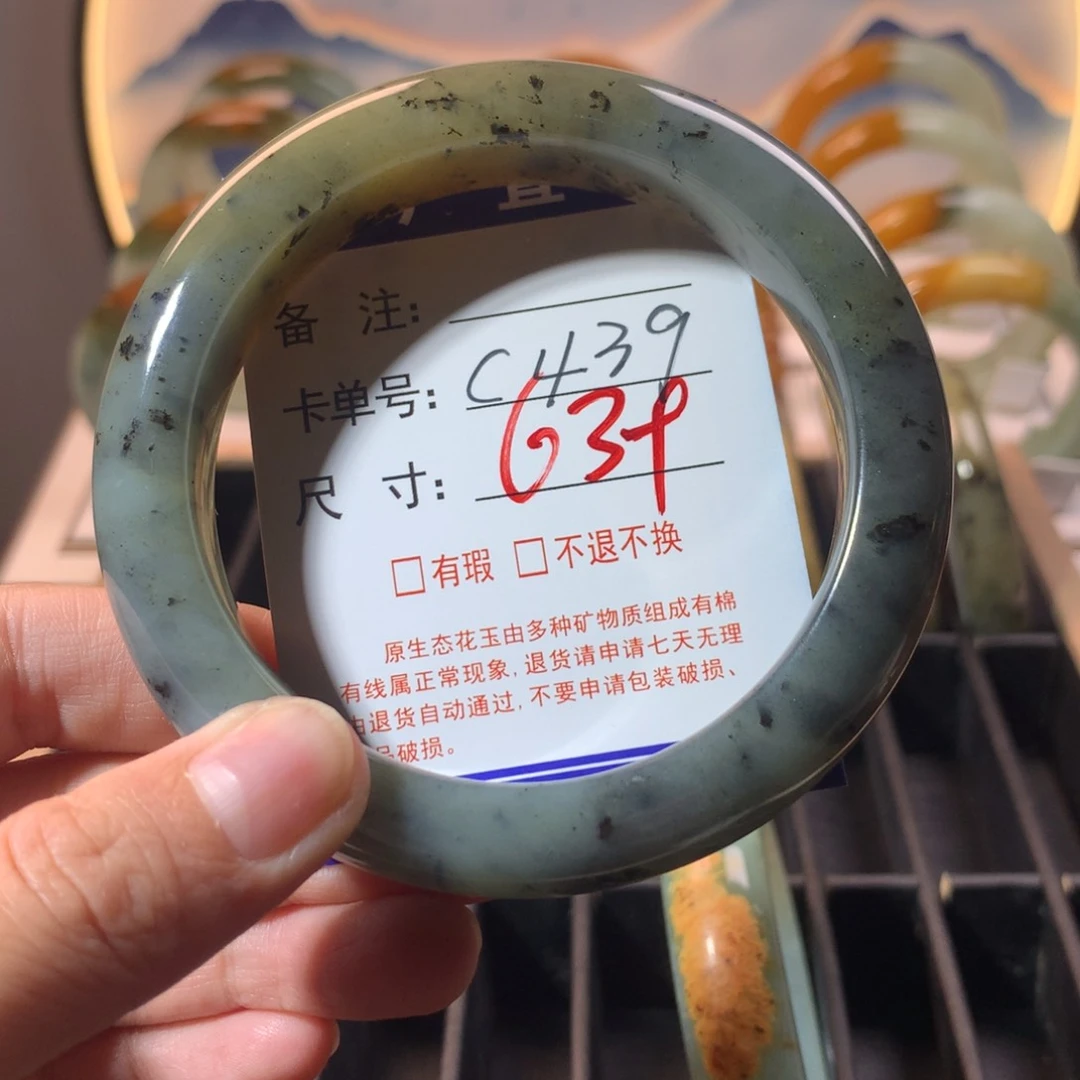 宜
备 注:
卡单号: C439
尺 寸: 639
□有瑕 □不退不换
原生态花玉由多种矿物质组成有棉
有线属正常现象,退货请申请七天无理
由退货自动通过,不要申请包装破损、
品破损。